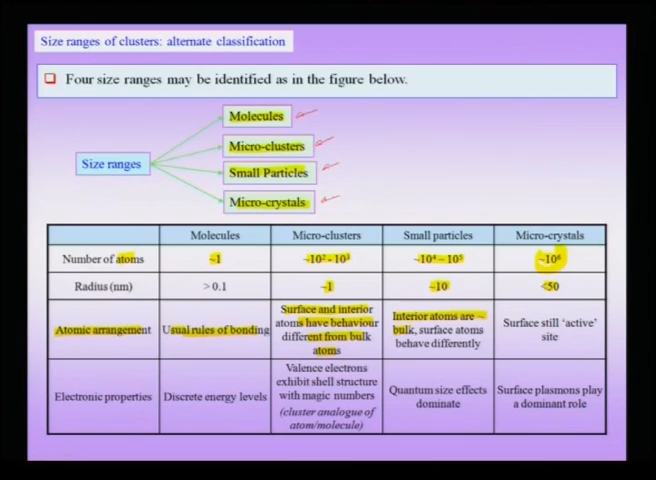 Size ranges of clusters: alternate classification
Four size ranges may be identified as in the figure below.
Molecules
Micro-clusters
Size ranges
Small Particles
Micro-crystals
Molecules Micro-clusters Small particles Micro-crystals
Number of atoms ~1 ~10² - 10³ ~10⁴ – 10⁵ ~10⁶
Radius (nm) > 0.1 ~1 ~10 <50
Surface and interior
atoms have behaviour
different from bulk
atoms
Atomic arrangement Usual rules of bonding
Interior atoms are ~
bulk, surface atoms
behave differently
Surface still ‘active’
site
Electronic properties Discrete energy levels
Valence electrons
exhibit shell structure
with magic numbers
(cluster analogue of
atom/molecule)
Quantum size effects
dominate
Surface plasmons play
a dominant role